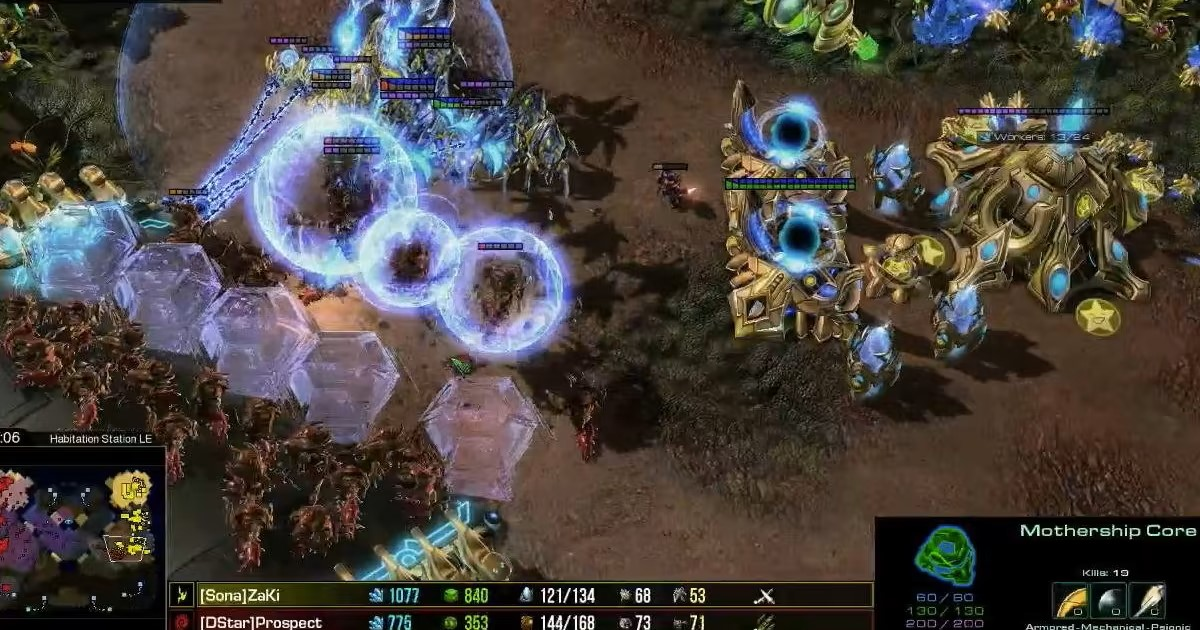 Workers: 13/24
:06 Habitation Station LE
Mothership Core
Kills: 19
60/60
130/130
200/200
Armored-Mechanical-Psionic
[Sona]ZaKi 1077 840 121/134 68 53
[DStar]Prospect 775 353 144/168 73 71